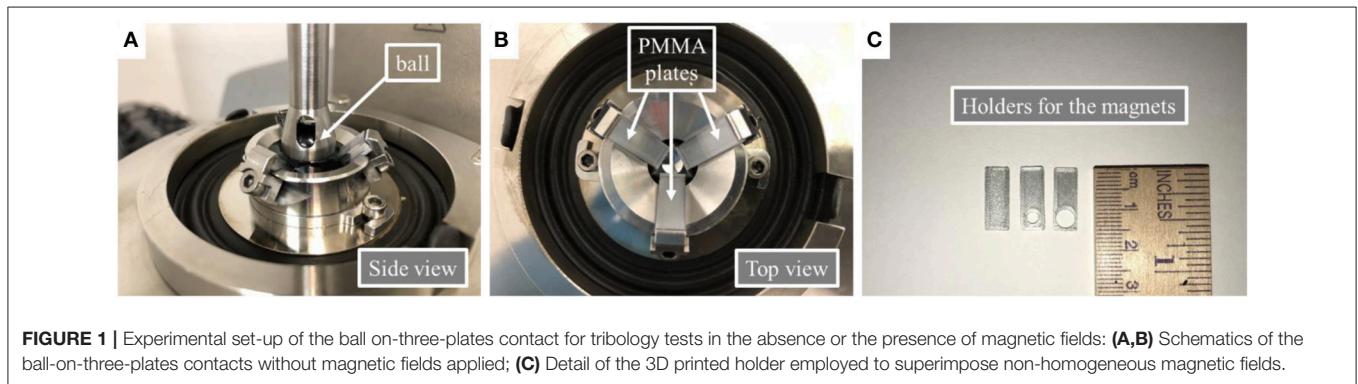 A
ball
Side view
B
PMMA
plates
Top view
C
Holders for the magnets
cm
1
2
3
INCHES
1
FIGURE 1 | Experimental set-up of the ball on-three-plates contact for tribology tests in the absence or the presence of magnetic fields: (A,B) Schematics of the
ball-on-three-plates contacts without magnetic fields applied; (C) Detail of the 3D printed holder employed to superimpose non-homogeneous magnetic fields.